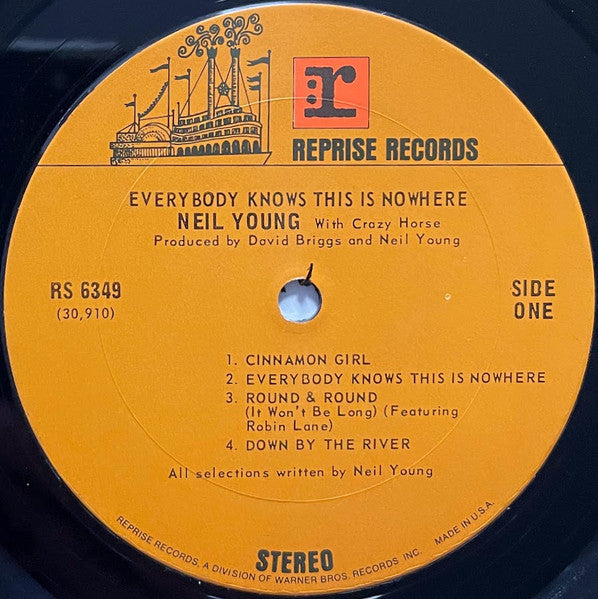 r
REPRISE RECORDS
EVERYBODY KNOWS THIS IS NOWHERE
NEIL YOUNG With Crazy Horse
Produced by David Briggs and Neil Young
RS 6349
(30,910)
SIDE
ONE
1. CINNAMON GIRL
2. EVERYBODY KNOWS THIS IS NOWHERE
3. ROUND & ROUND
(It Won't Be Long) (Featuring
Robin Lane)
4. DOWN BY THE RIVER
All selections written by Neil Young
STEREO
REPRISE RECORDS, A DIVISION OF WARNER BROS. RECORDS, INC. MADE IN U.S.A.